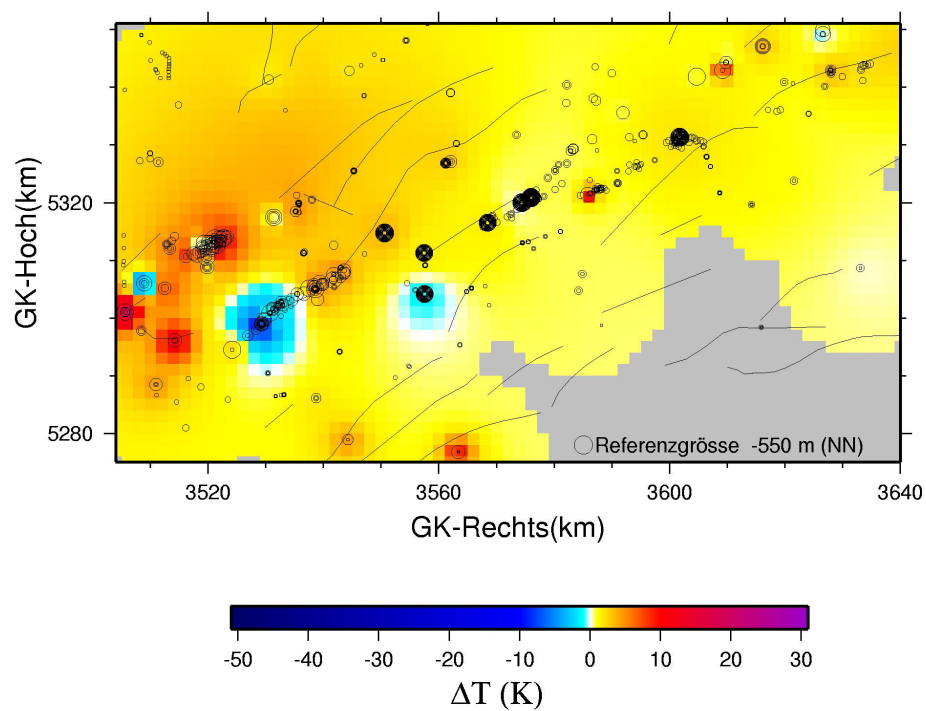 GK-Hoch(km)
5320
5280
Referenzgrösse -550 m (NN)
3520 3560 3600 3640
GK-Rechts(km)
-50 -40 -30 -20 -10 0 10 20 30
ΔT (K)